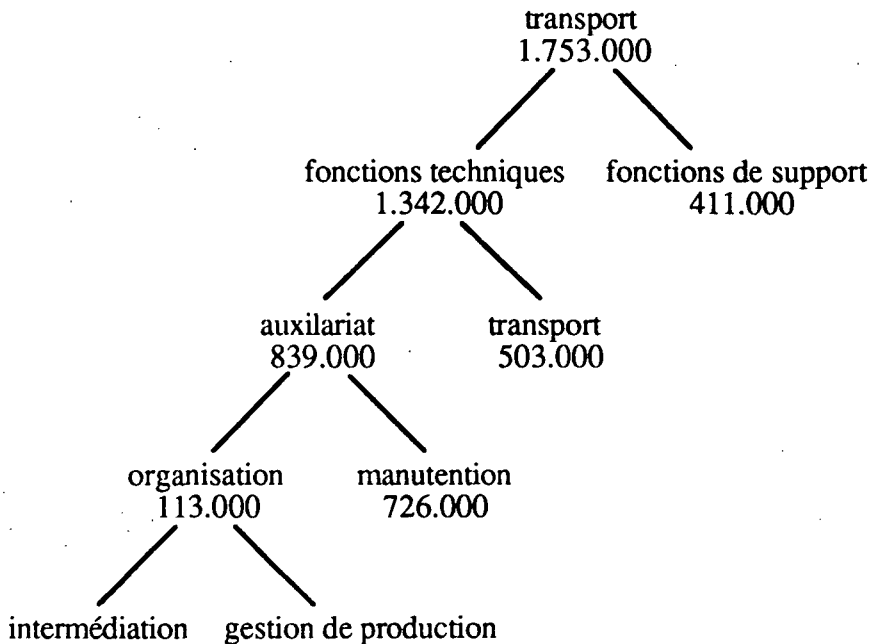 transport
1.753.000
fonctions techniques fonctions de support
1.342.000 411.000
auxilariat transport
839.000 503.000
organisation manutention
113.000 726.000
intermédiation gestion de production